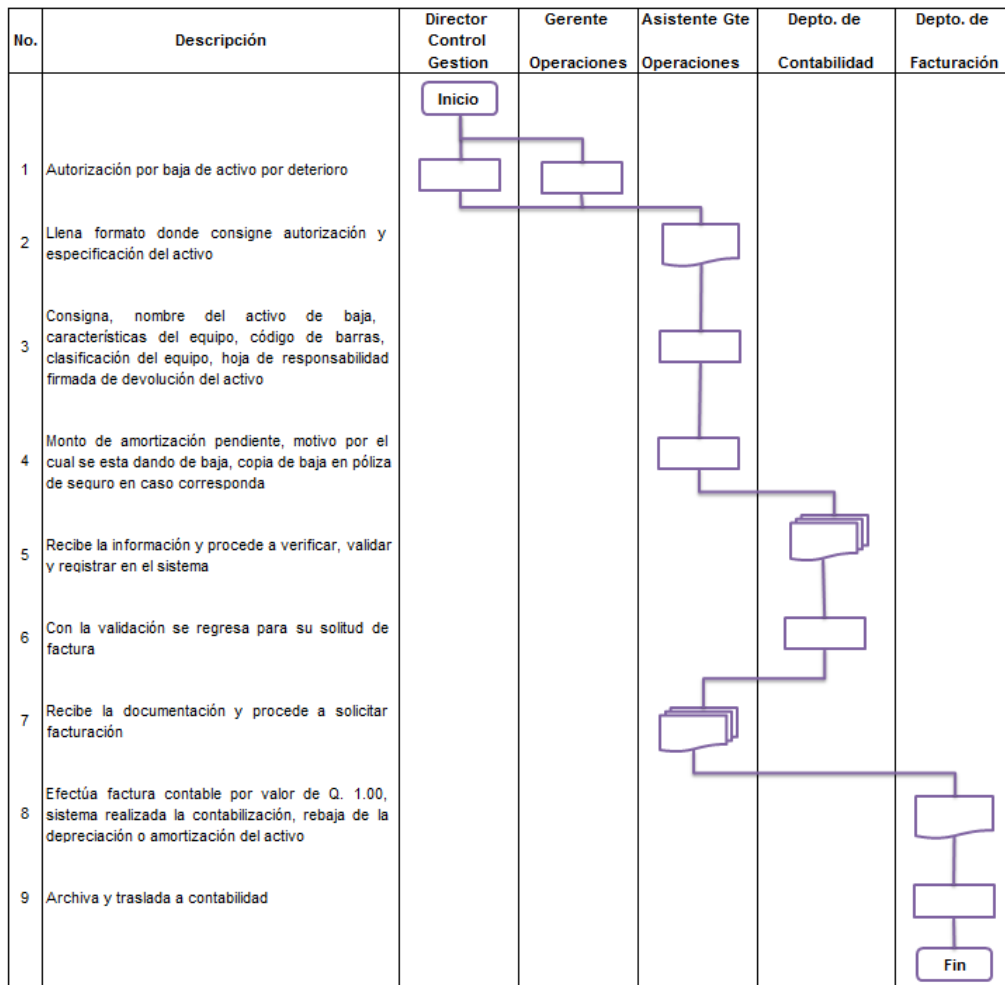 No.
Descripción
Director
Control
Gestion
Gerente
Operaciones
Asistente Gte
Operaciones
Depto. de
Contabilidad
Depto. de
Facturación
Inicio
1
Autorización por baja de activo por deterioro
2
Llena formato donde consigne autorización y
especificación del activo
3
Consigna, nombre del activo de baja,
características del equipo, código de barras,
clasificación del equipo, hoja de responsabilidad
firmada de devolución del activo
4
Monto de amortización pendiente, motivo por el
cual se esta dando de baja, copia de baja en póliza
de seguro en caso corresponda
5
Recibe la información y procede a verificar, validar
y registrar en el sistema
6
Con la validación se regresa para su solitud de
factura
7
Recibe la documentación y procede a solicitar
facturación
8
Efectúa factura contable por valor de Q. 1.00,
sistema realizada la contabilización, rebaja de la
depreciación o amortización del activo
9
Archiva y traslada a contabilidad
Fin